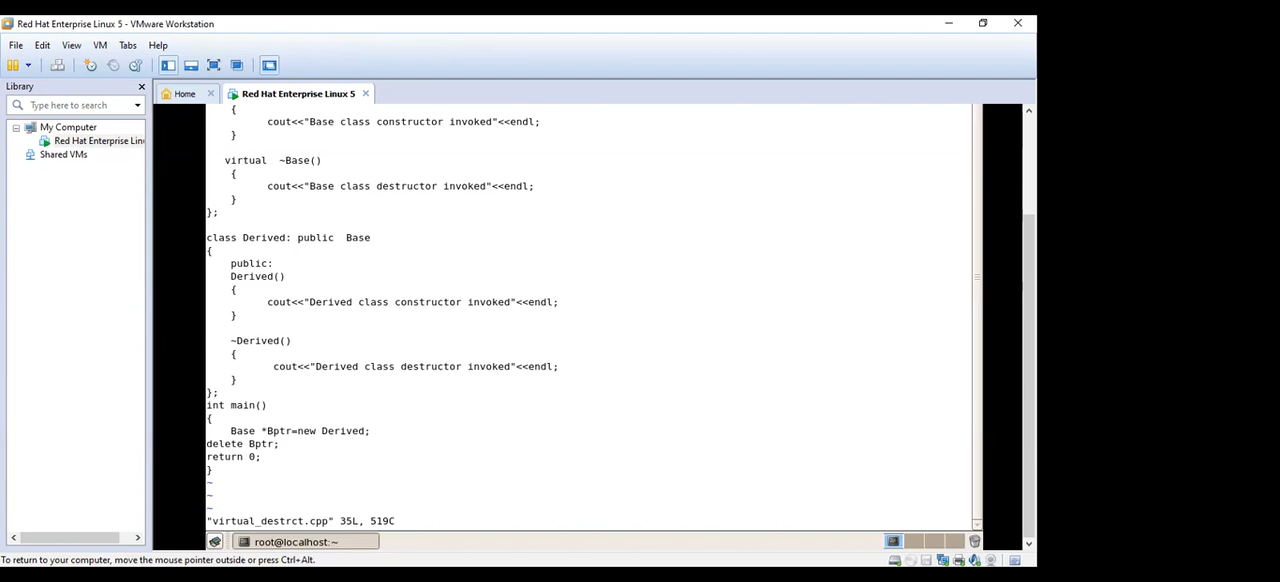 Red Hat Enterprise Linux 5 - VMware Workstation
File Edit View VM Tabs Help
Library
Home
Red Hat Enterprise Linux 5
Type here to search
My Computer
Red Hat Enterprise Lin
Shared VMs
{
cout<<"Base class constructor invoked"<<endl;
}
virtual  ~Base()
{
cout<<"Base class destructor invoked"<<endl;
}
};
class Derived: public  Base
{
public:
Derived()
{
cout<<"Derived class constructor invoked"<<endl;
}
~Derived()
{
cout<<"Derived class destructor invoked"<<endl;
}
};
int main()
{
Base *Bptr=new Derived;
delete Bptr;
return 0;
}
~
~
~
"virtual_destrct.cpp" 35L, 519C
root@localhost:~
To return to your computer, move the mouse pointer outside or press Ctrl+Alt.